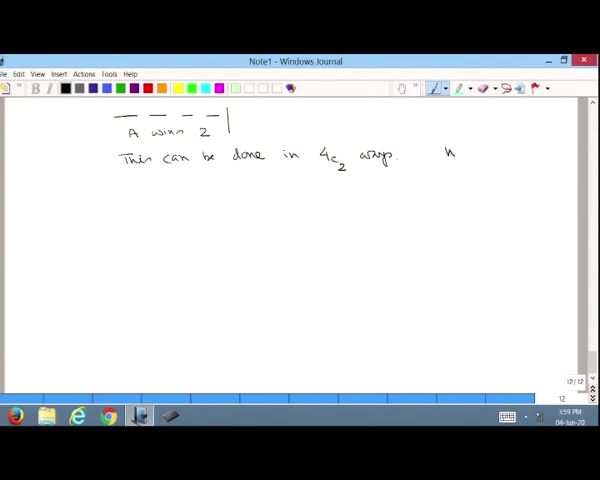 Note1 - Windows Journal
File Edit View Insert Actions Tools Help
A wins 2
This can be done in 4c2 ways. n
12/12
12
3:59 PM
04-Jun-20